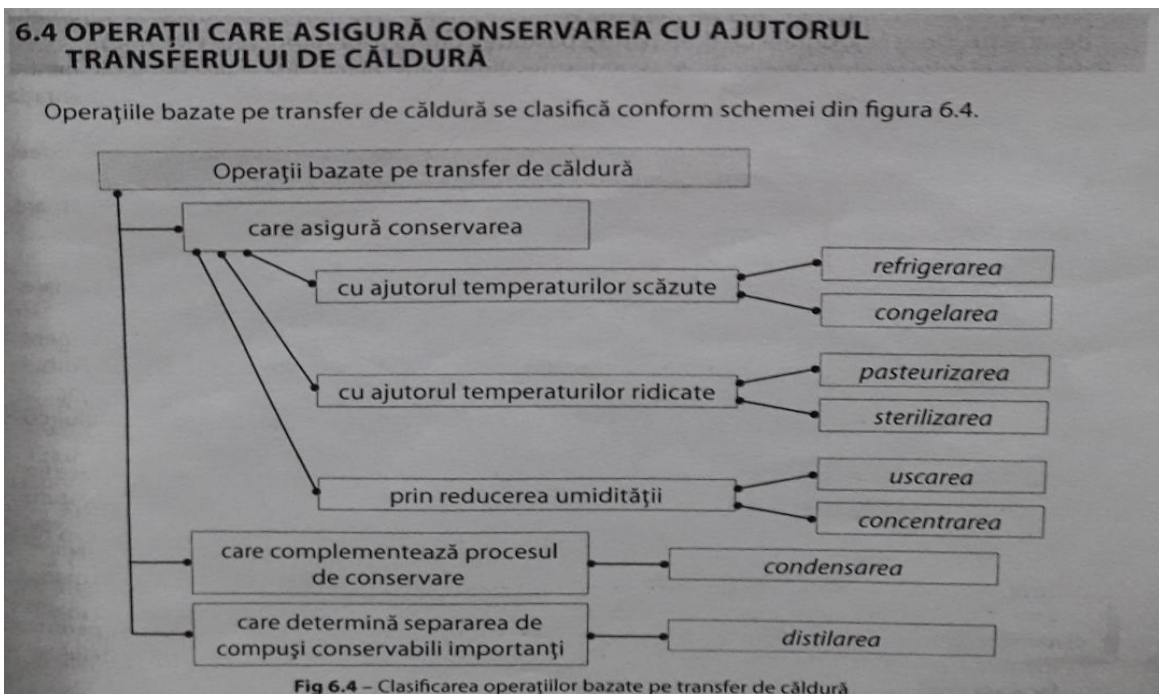 6.4 OPERAȚII CARE ASIGURĂ CONSERVAREA CU AJUTORUL
TRANSFERULUI DE CĂLDURĂ
Operațiile bazate pe transfer de căldură se clasifică conform schemei din figura 6.4.
Operații bazate pe transfer de căldură
care asigură conservarea
cu ajutorul temperaturilor scăzute
refrigerarea
congelarea
cu ajutorul temperaturilor ridicate
pasteurizarea
sterilizarea
prin reducerea umidității
uscarea
concentrarea
care complementează procesul
de conservare
condensarea
care determină separarea de
compuși conservabili importanți
distilarea
Fig 6.4 – Clasificarea operațiilor bazate pe transfer de căldură